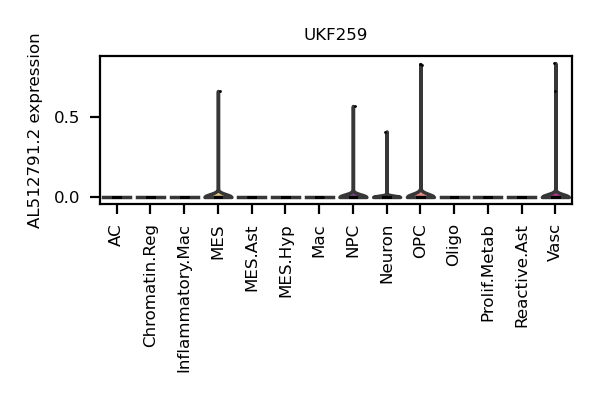 UKF259
AL512791.2 expression
0.5
0.0
AC
Chromatin.Reg
Inflammatory.Mac
MES
MES.Ast
MES.Hyp
Mac
NPC
Neuron
OPC
Oligo
Prolif.Metab
Reactive.Ast
Vasc